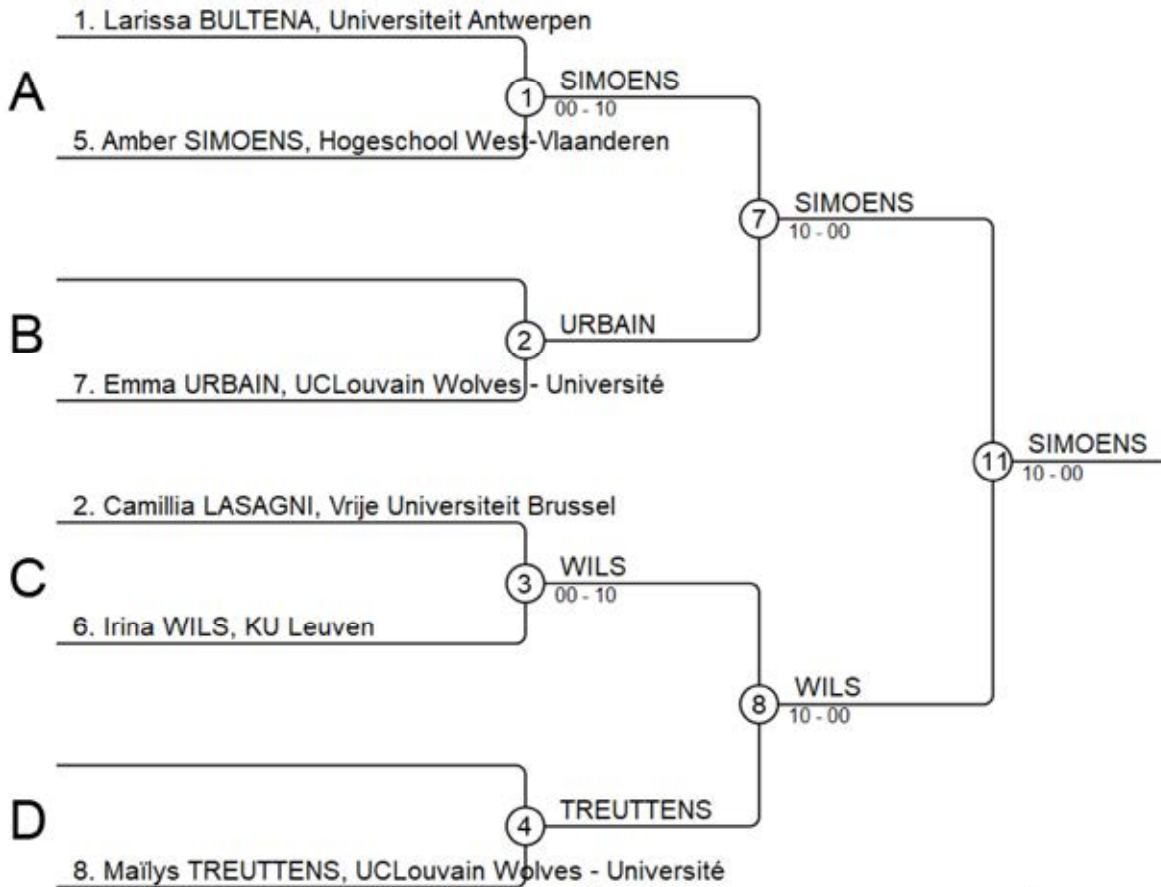 1. Larissa BULTENA, Universiteit Antwerpen
A
1
SIMOENS
00 - 10
5. Amber SIMOENS, Hogeschool West-Vlaanderen
7
SIMOENS
10 - 00
B
2
URBAIN
7. Emma URBAIN, UCLouvain Wolves - Université
11
SIMOENS
10 - 00
2. Camillia LASAGNI, Vrije Universiteit Brussel
C
3
WILS
00 - 10
6. Irina WILS, KU Leuven
8
WILS
10 - 00
D
4
TREUTTENS
8. Maïlys TREUTTENS, UCLouvain Wolves - Université